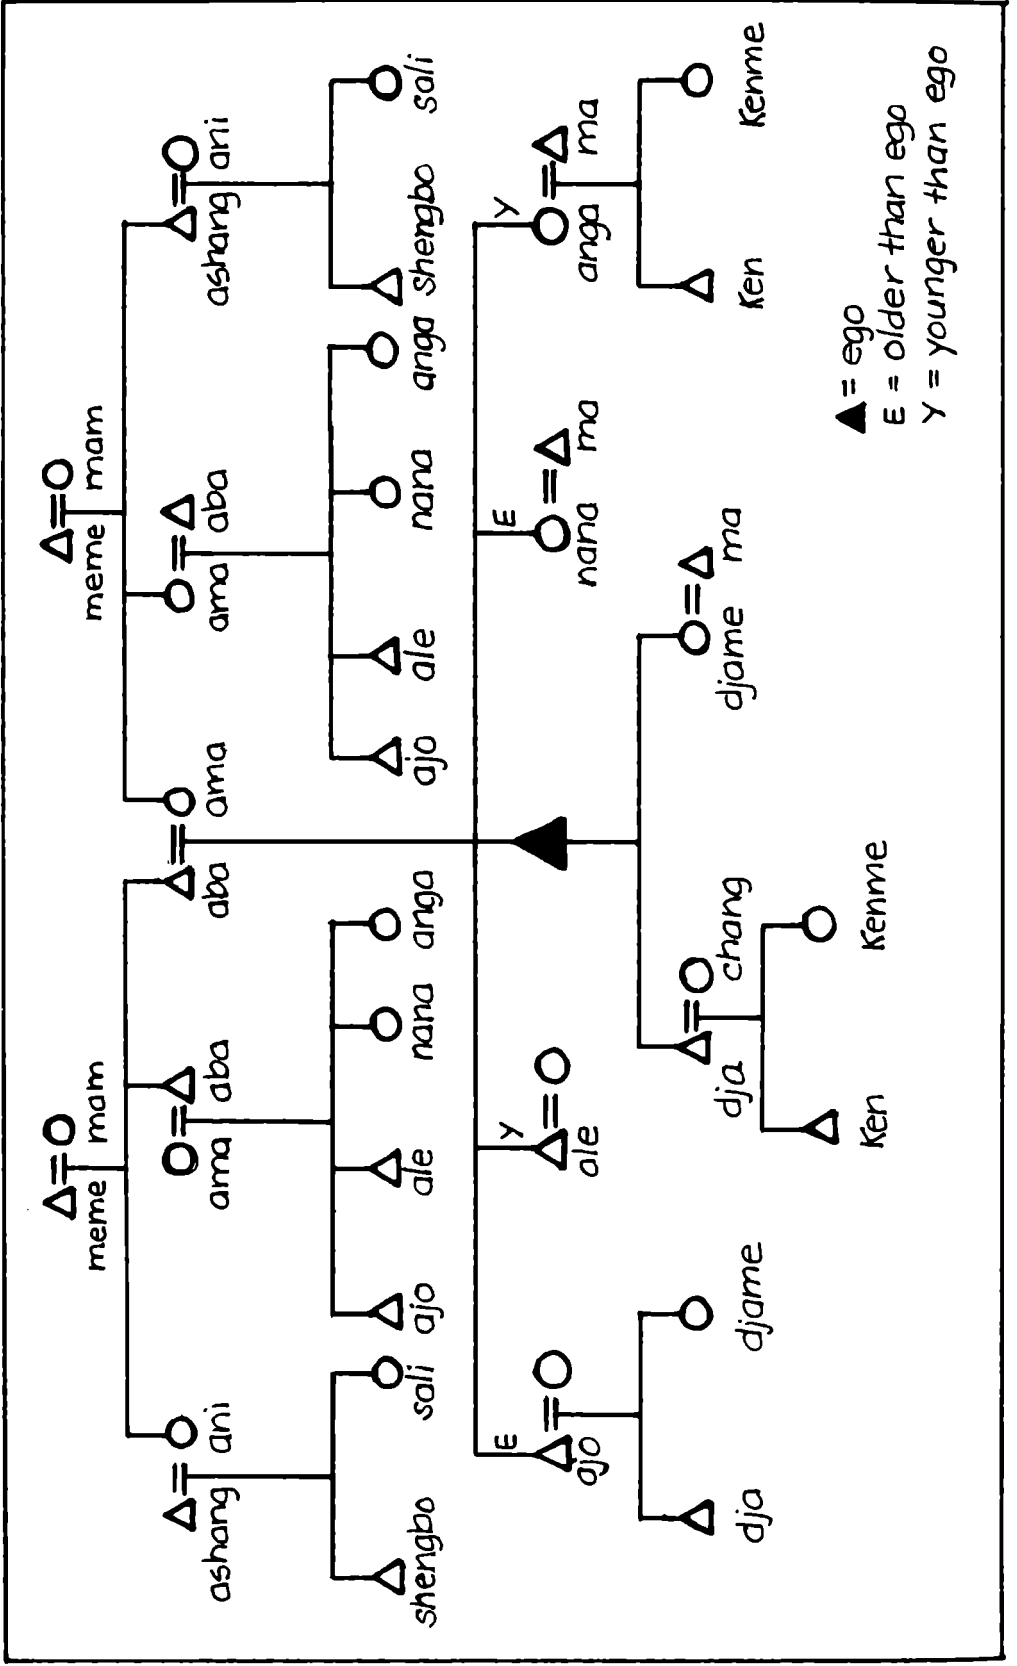 meme mam
meme mam
ashang ani
ama aba
aba ama
ama aba
ashang ani
shengbo
sali
ajo
ale
nana
anga
ajo
ale
nana
anga
shengbo
sali
E
Y
E
Y
ajo
ale
nana
ma
anga
ma
dja
djame
dja
chang
djame
ma
Ken
Kenme
Ken
Kenme
= ego
E = older than ego
Y = younger than ego